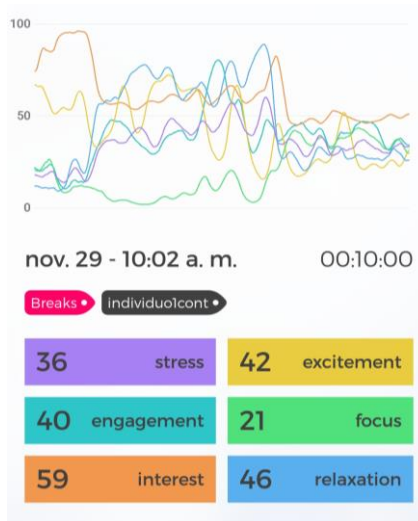 100
50
0
nov. 29 - 10:02 a. m. 00:10:00
Breaks individuo1cont
36 stress 42 excitement
40 engagement 21 focus
59 interest 46 relaxation